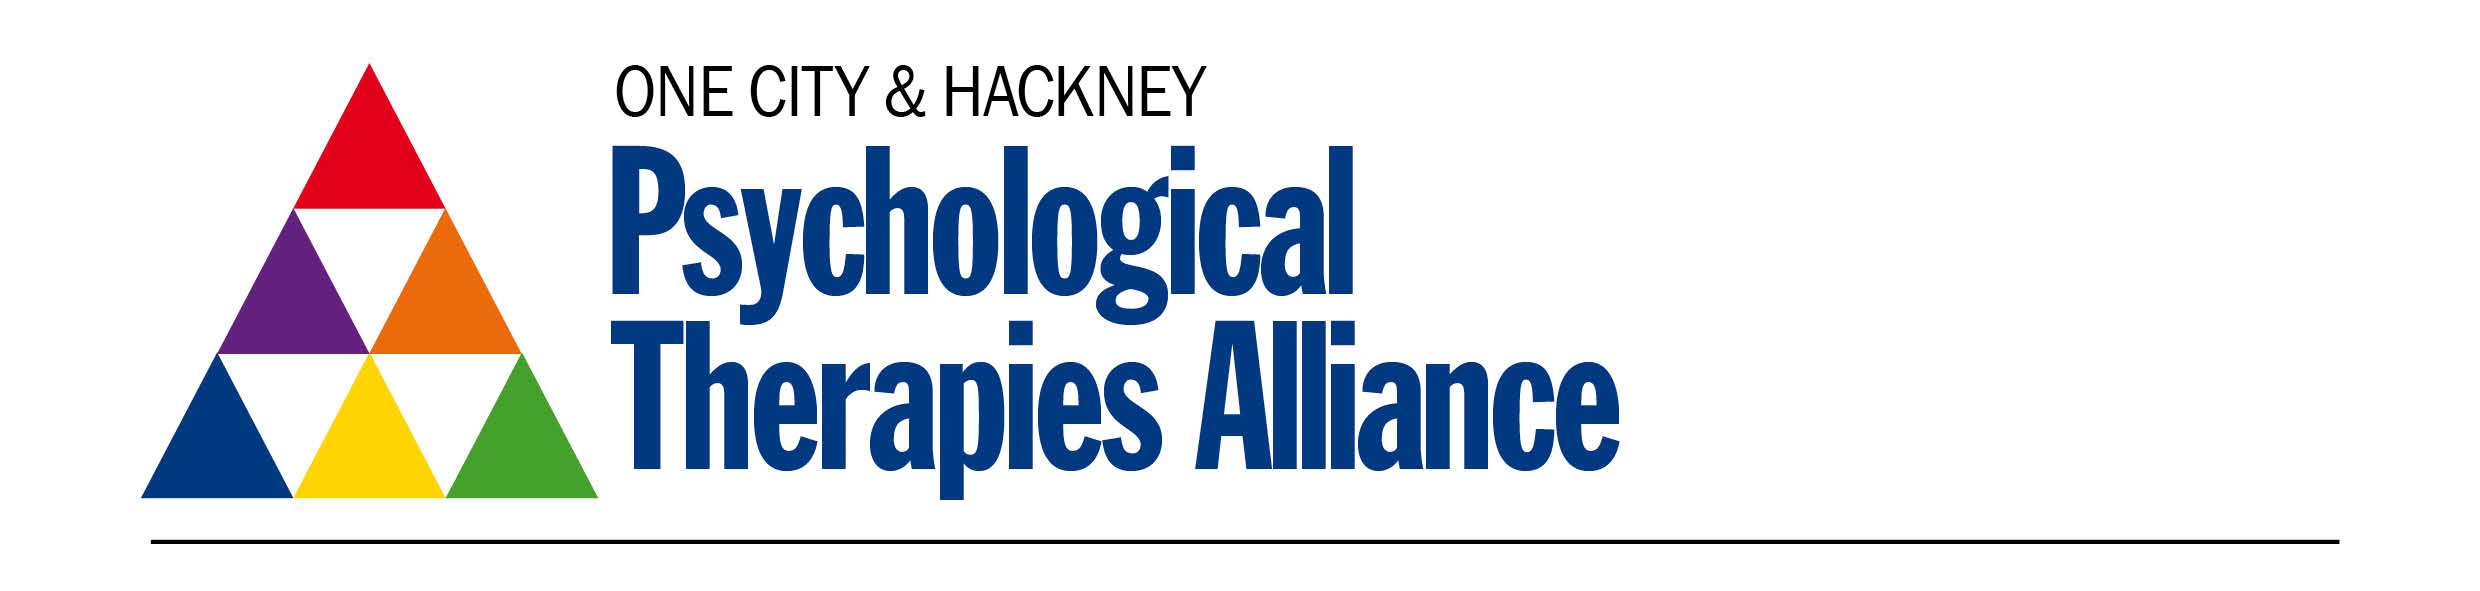 ONE CITY & HACKNEY
Psychological
Therapies Alliance